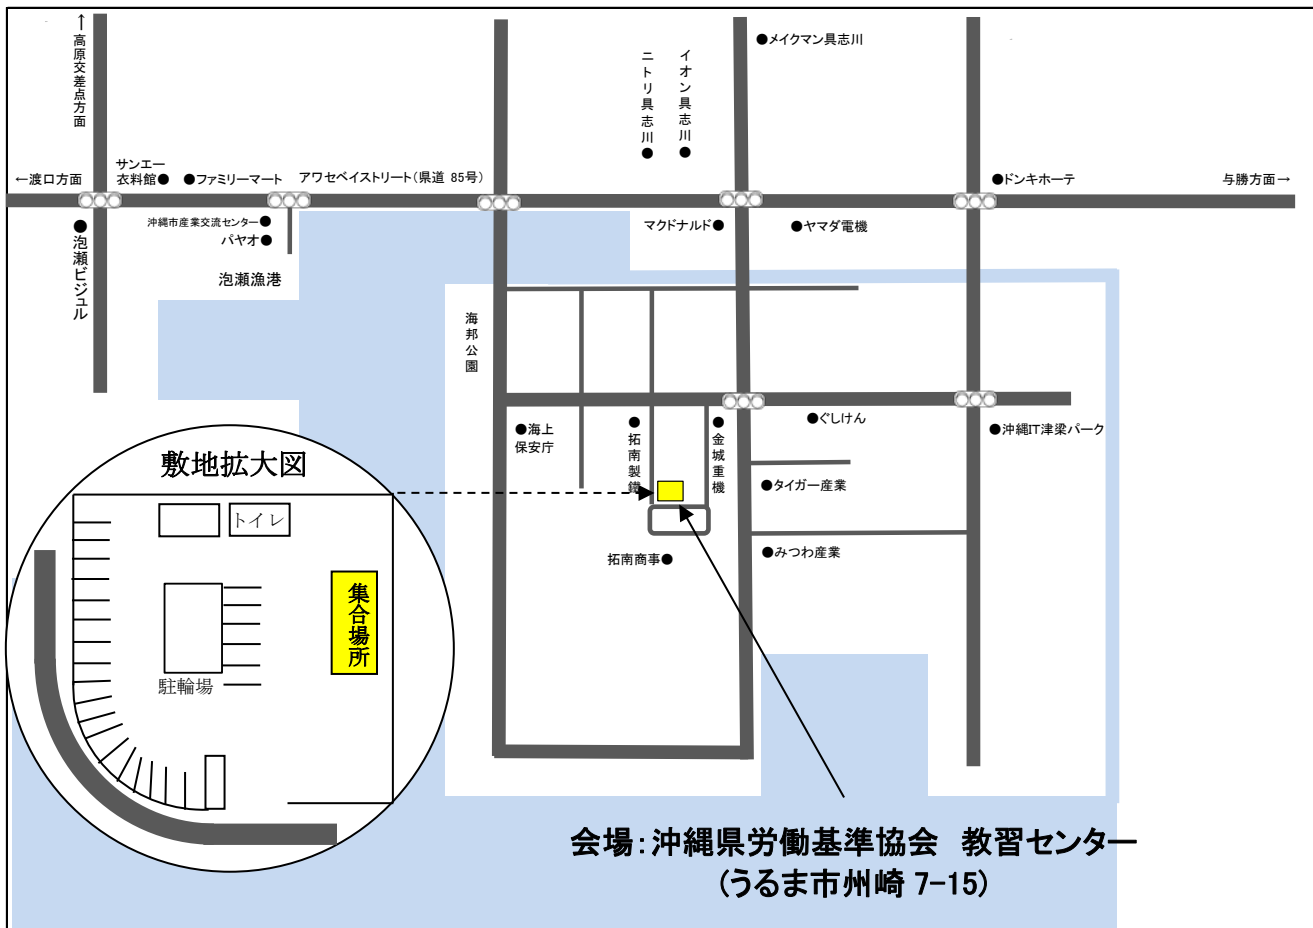 ↑高原交差点方面
←渡口方面
サンエー
衣料館●
●ファミリーマート
アワセベイストリート(県道 85号)
ニトリ具志川●
イオン具志川●
●メイクマン具志川
●ドンキホーテ
与勝方面→
●泡瀬ビジュル
沖縄市産業交流センター●
パヤオ●
泡瀬漁港
マクドナルド●
●ヤマダ電機
海邦公園
●海上
保安庁
●拓南製鐵
●金城重機
●ぐしけん
●沖縄IT津梁パーク
●タイガー産業
●みつわ産業
拓南商事●
敷地拡大図
トイレ
集合場所
駐輪場
会場:沖縄県労働基準協会 教習センター
(うるま市州崎 7-15)